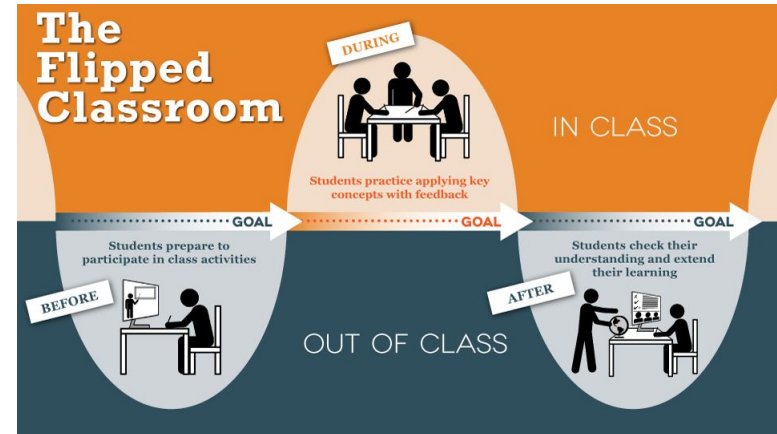 The
Flipped
Classroom
DURING
IN CLASS
Students practice applying key
concepts with feedback
GOAL
GOAL
GOAL
Students prepare to
participate in class activities
BEFORE
OUT OF CLASS
Students check their
understanding and extend
their learning
AFTER